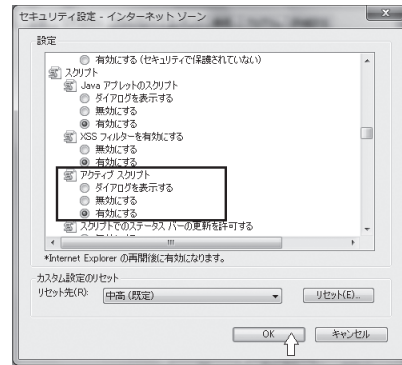 セキュリティ設定 - インターネット ゾーン
設定
有効にする (セキュリティで保護されていない)
スクリプト
Java アプレットのスクリプト
ダイアログを表示する
無効にする
有効にする
XSS フィルターを有効にする
無効にする
有効にする
アクティブ スクリプト
ダイアログを表示する
無効にする
有効にする
スクリプトでのステータス バーの更新を許可する
*Internet Explorer の再開後に有効になります。
カスタム設定のリセット
リセット先(R): 中高 (既定) リセット(E)...
OK キャンセル